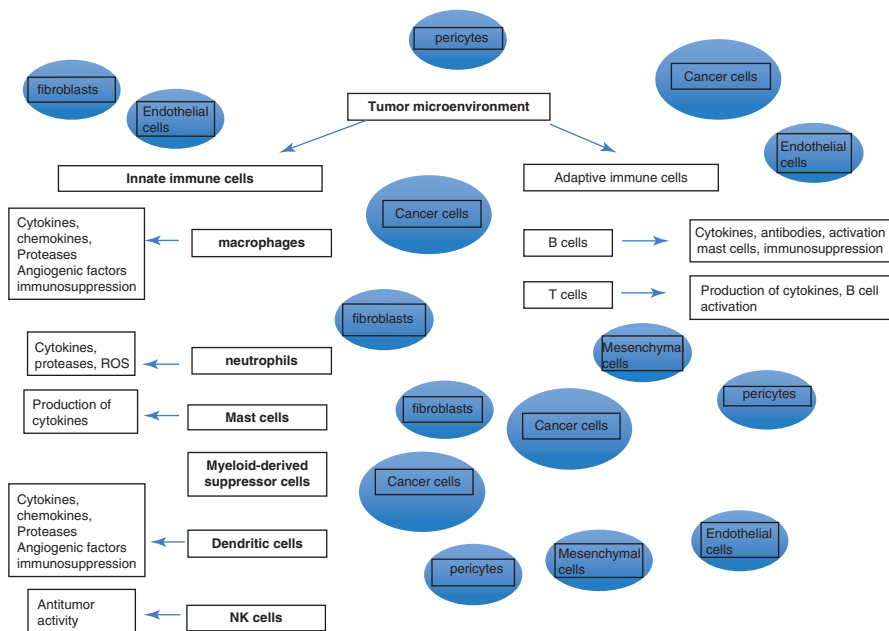 pericytes
Cancer cells
fibroblasts
Endothelial
cells
Tumor microenvironment
Endothelial
cells
Innate immune cells
Adaptive immune cells
Cancer cells
Cytokines,
chemokines,
Proteases
Angiogenic factors
immunosuppression
macrophages
B cells
Cytokines, antibodies, activation
mast cells, immunosuppression
T cells
Production of cytokines, B cell
activation
fibroblasts
Cytokines,
proteases, ROS
neutrophils
Mesenchymal
cells
Production of
cytokines
Mast cells
fibroblasts
Cancer cells
pericytes
Myeloid-derived
suppressor cells
Cancer cells
Cytokines,
chemokines,
Proteases
Angiogenic factors
immunosuppression
Dendritic cells
pericytes
Mesenchymal
cells
Endothelial
cells
Antitumor
activity
NK cells